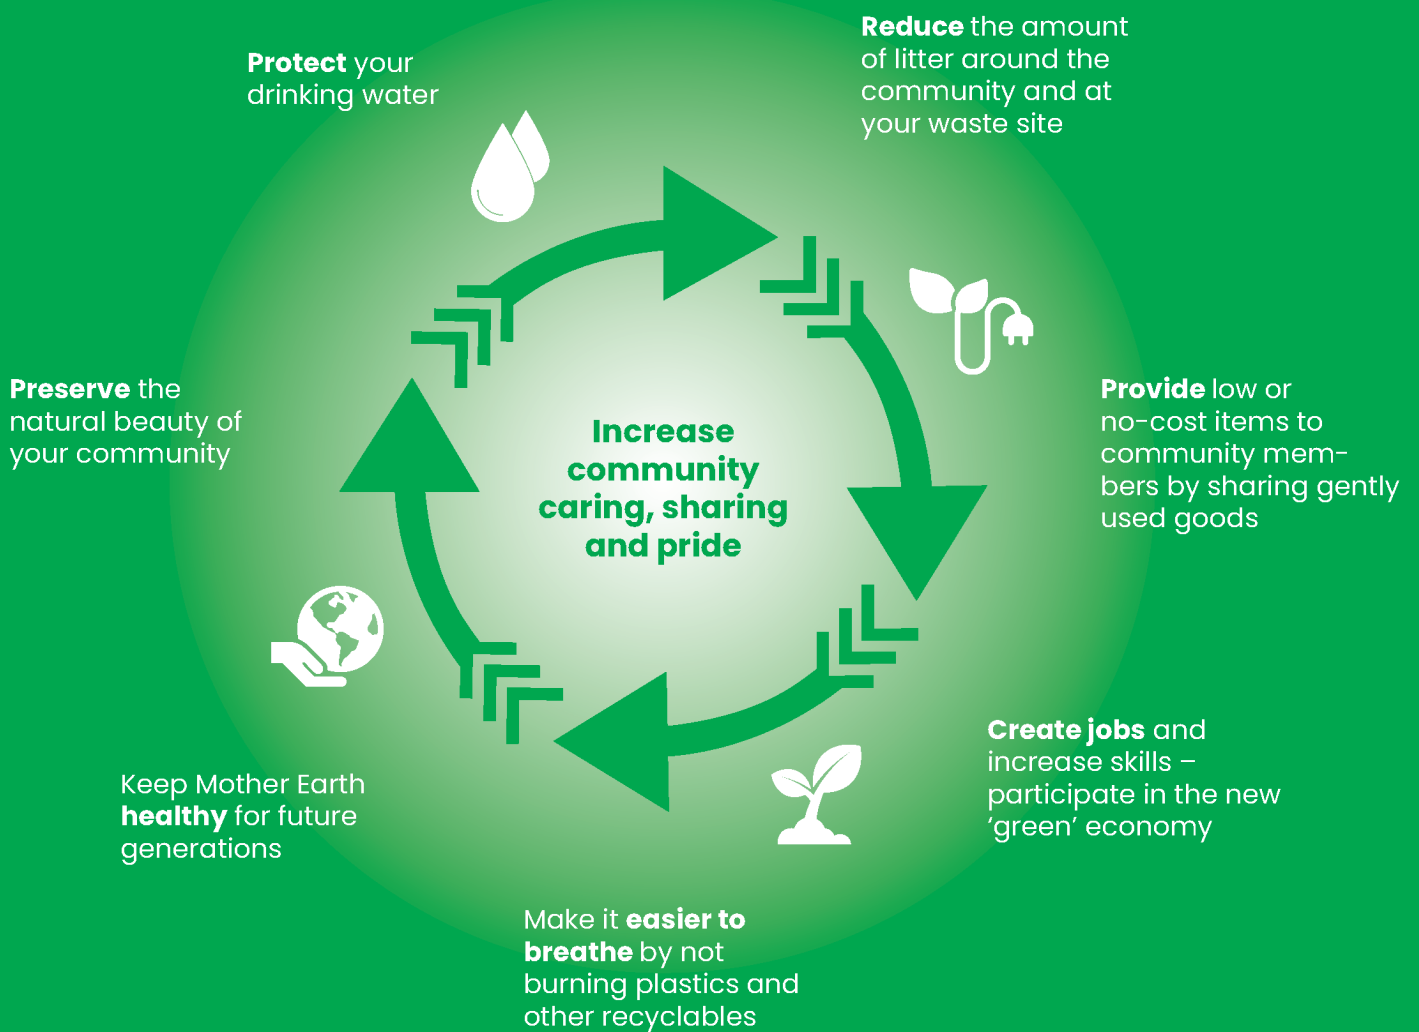 Protect your
drinking water
Reduce the amount
of litter around the
community and at
your waste site
Preserve the
natural beauty of
your community
Increase
community
caring, sharing
and pride
Provide low or
no-cost items to
community mem-
bers by sharing gently
used goods
Create jobs and
increase skills –
participate in the new
‘green’ economy
Keep Mother Earth
healthy for future
generations
Make it easier to
breathe by not
burning plastics and
other recyclables